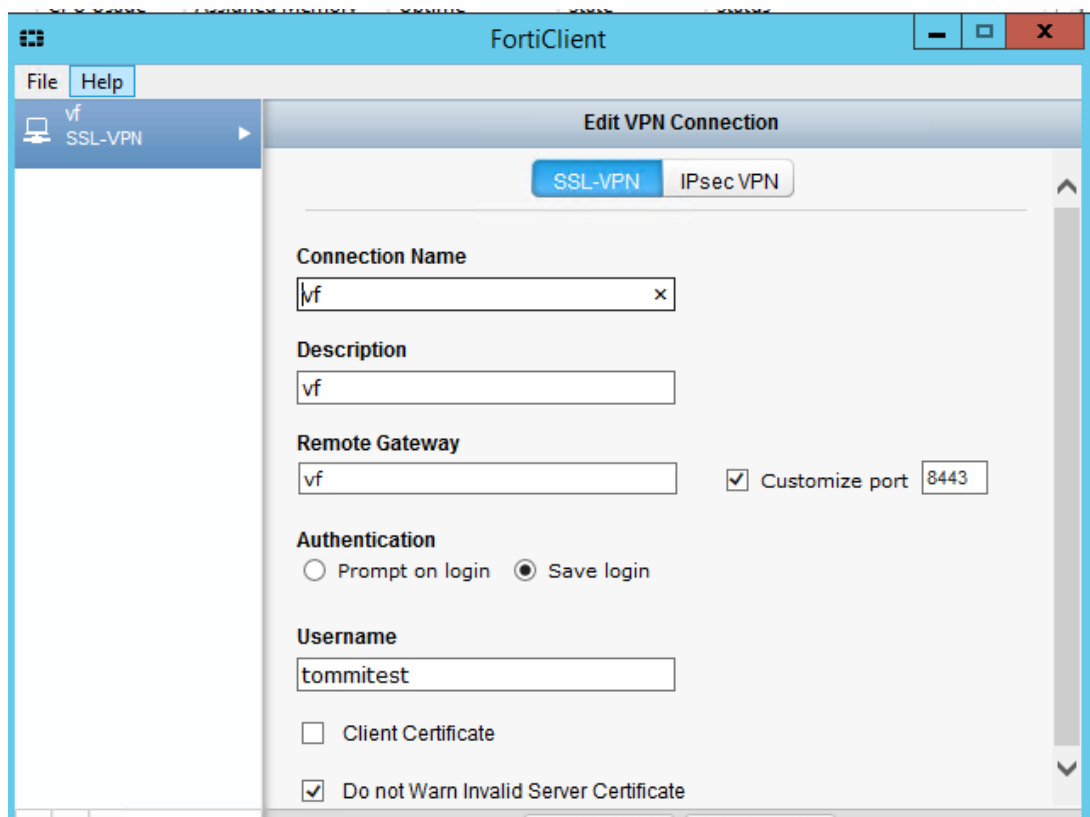 FortiClient
File Help
vf
SSL-VPN
Edit VPN Connection
SSL-VPN IPsec VPN
Connection Name
vf
Description
vf
Remote Gateway
vf Customize port 8443
Authentication
Prompt on login Save login
Username
tommitest
Client Certificate
Do not Warn Invalid Server Certificate